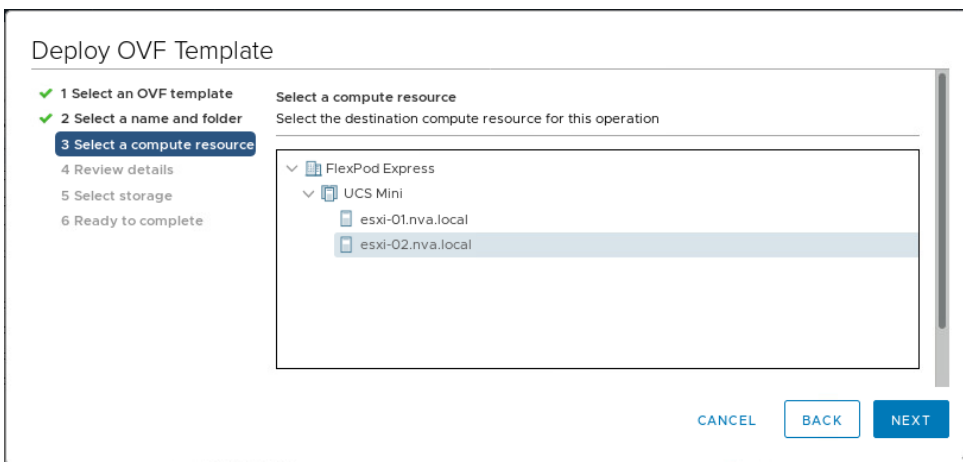 Deploy OVF Template
1 Select an OVF template
2 Select a name and folder
3 Select a compute resource
4 Review details
5 Select storage
6 Ready to complete
Select a compute resource
Select the destination compute resource for this operation
FlexPod Express
UCS Mini
esxi-01.nva.local
esxi-02.nva.local
CANCEL
BACK
NEXT